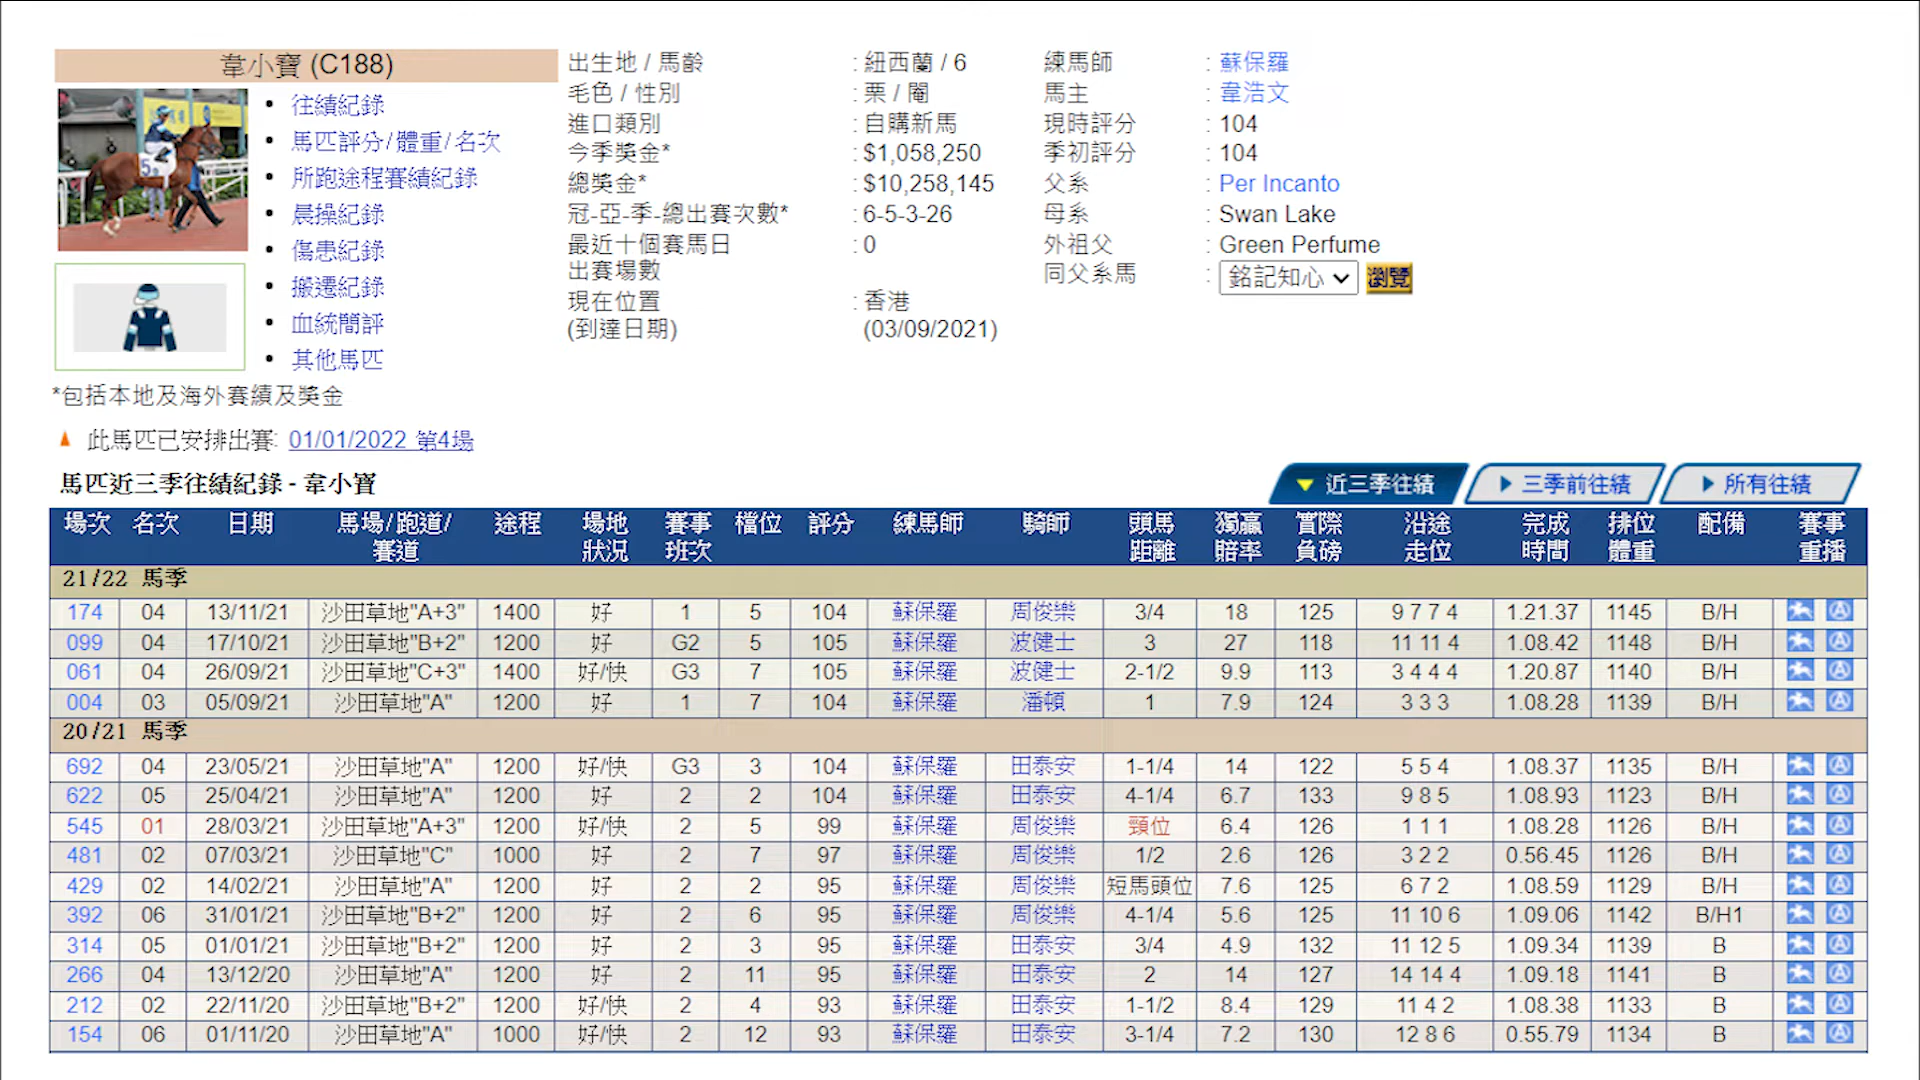 韋小寶 (C188)
往績紀錄
馬匹評分/體重/名次
所跑途程賽績紀錄
晨操紀錄
傷患紀錄
搬遷紀錄
血統簡評
其他馬匹
出生地 / 馬齡 : 紐西蘭 / 6
毛色 / 性別 : 栗 / 閹
進口類別 : 自購新馬
今季獎金* : $1,058,250
總獎金* : $10,258,145
冠-亞-季-總出賽次數* : 6-5-3-26
最近十個賽馬日 : 0
出賽場數
現在位置 : 香港
(到達日期) (03/09/2021)
練馬師 : 蘇保羅
馬主 : 韋浩文
現時評分 : 104
季初評分 : 104
父系 : Per Incanto
母系 : Swan Lake
外祖父 : Green Perfume
同父系馬 : 銘記知心 瀏覽
*包括本地及海外賽績及獎金
此馬匹已安排出賽: 01/01/2022 第4場
馬匹近三季往績紀錄 - 韋小寶
近三季往績 三季前往績 所有往績
場次 名次 日期 馬場/跑道/賽道 途程 場地狀況 賽事班次 檔位 評分 練馬師 騎師 頭馬距離 獨贏賠率 實際負磅 沿途走位 完成時間 排位體重 配備 賽事重播
21/22 馬季
174 04 13/11/21 沙田草地"A+3" 1400 好 1 5 104 蘇保羅 周俊樂 3/4 18 125 9 7 7 4 1.21.37 1145 B/H
099 04 17/10/21 沙田草地"B+2" 1200 好 G2 5 105 蘇保羅 波健士 3 27 118 11 11 4 1.08.42 1148 B/H
061 04 26/09/21 沙田草地"C+3" 1400 好/快 G3 7 105 蘇保羅 波健士 2-1/2 9.9 113 3 4 4 4 1.20.87 1140 B/H
004 03 05/09/21 沙田草地"A" 1200 好 1 7 104 蘇保羅 潘頓 1 7.9 124 3 3 3 1.08.28 1139 B/H
20/21 馬季
692 04 23/05/21 沙田草地"A" 1200 好/快 G3 3 104 蘇保羅 田泰安 1-1/4 14 122 5 5 4 1.08.37 1135 B/H
622 05 25/04/21 沙田草地"A" 1200 好 2 2 104 蘇保羅 田泰安 4-1/4 6.7 133 9 8 5 1.08.93 1123 B/H
545 01 28/03/21 沙田草地"A+3" 1200 好/快 2 5 99 蘇保羅 周俊樂 頸位 6.4 126 1 1 1 1.08.28 1126 B/H
481 02 07/03/21 沙田草地"C" 1000 好 2 7 97 蘇保羅 周俊樂 1/2 2.6 126 3 2 2 0.56.45 1126 B/H
429 02 14/02/21 沙田草地"A" 1200 好 2 2 95 蘇保羅 周俊樂 短馬頭位 7.6 125 6 7 2 1.08.59 1129 B/H
392 06 31/01/21 沙田草地"B+2" 1200 好 2 6 95 蘇保羅 周俊樂 4-1/4 5.6 125 11 10 6 1.09.06 1142 B/H1
314 05 01/01/21 沙田草地"B+2" 1200 好 2 3 95 蘇保羅 田泰安 3/4 4.9 132 11 12 5 1.09.34 1139 B
266 04 13/12/20 沙田草地"A" 1200 好 2 11 95 蘇保羅 田泰安 2 14 127 14 14 4 1.09.18 1141 B
212 02 22/11/20 沙田草地"B+2" 1200 好/快 2 4 93 蘇保羅 田泰安 1-1/2 8.4 129 11 4 2 1.08.38 1133 B
154 06 01/11/20 沙田草地"A" 1000 好/快 2 12 93 蘇保羅 田泰安 3-1/4 7.2 130 12 8 6 0.55.79 1134 B